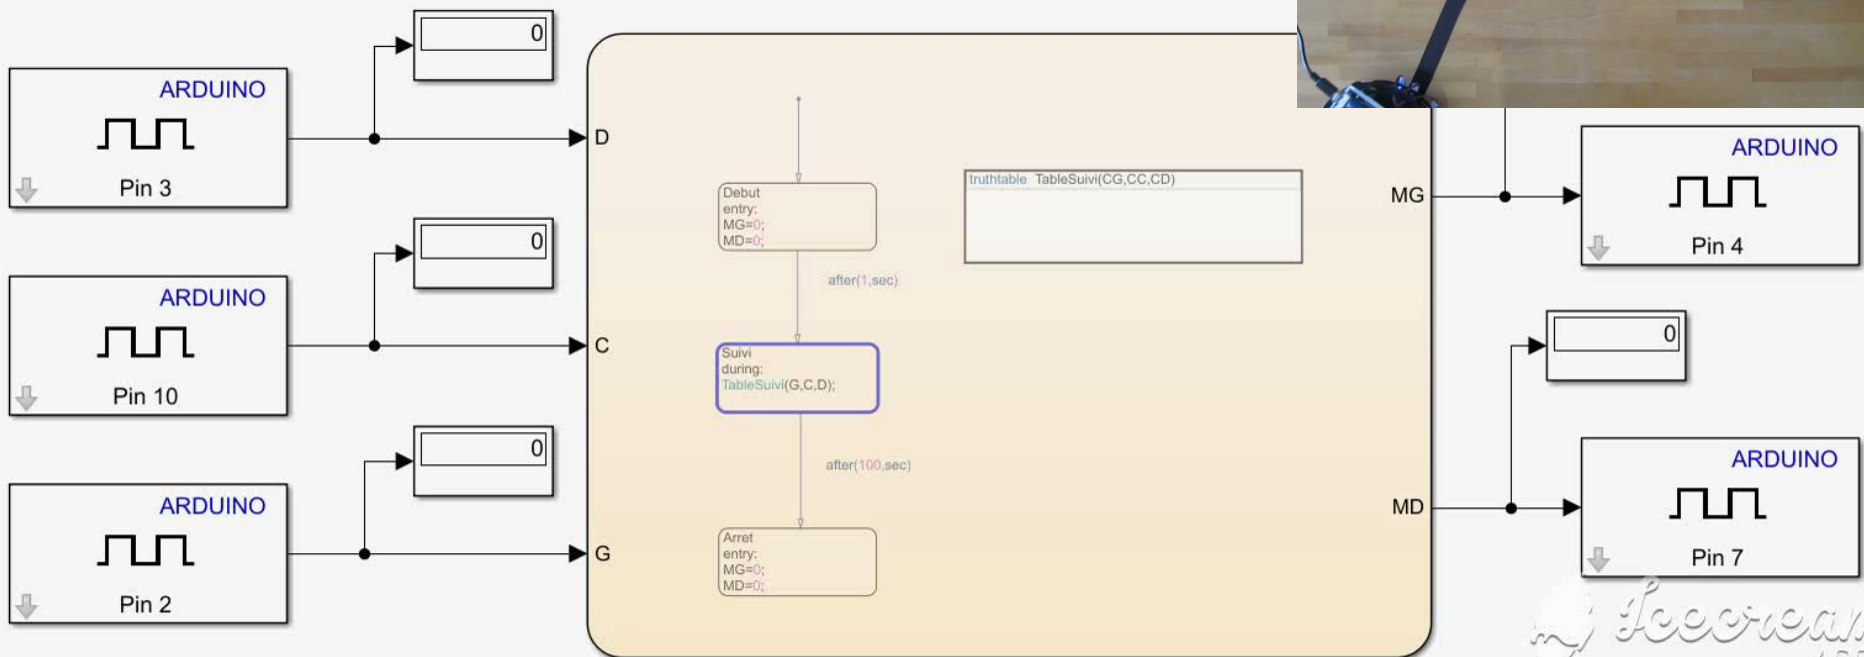 0
ARDUINO
Pin 3
D
0
ARDUINO
Pin 10
C
0
ARDUINO
Pin 2
G
Debut
entry:
MG=0;
MD=0;
after(1,sec)
Suivi
during:
TableSuivi(G,C,D);
after(100,sec)
Arret
entry:
MG=0;
MD=0;
truthtable TableSuivi(CG,CC,CD)
MG
ARDUINO
Pin 4
0
MD
ARDUINO
Pin 7
Icecream